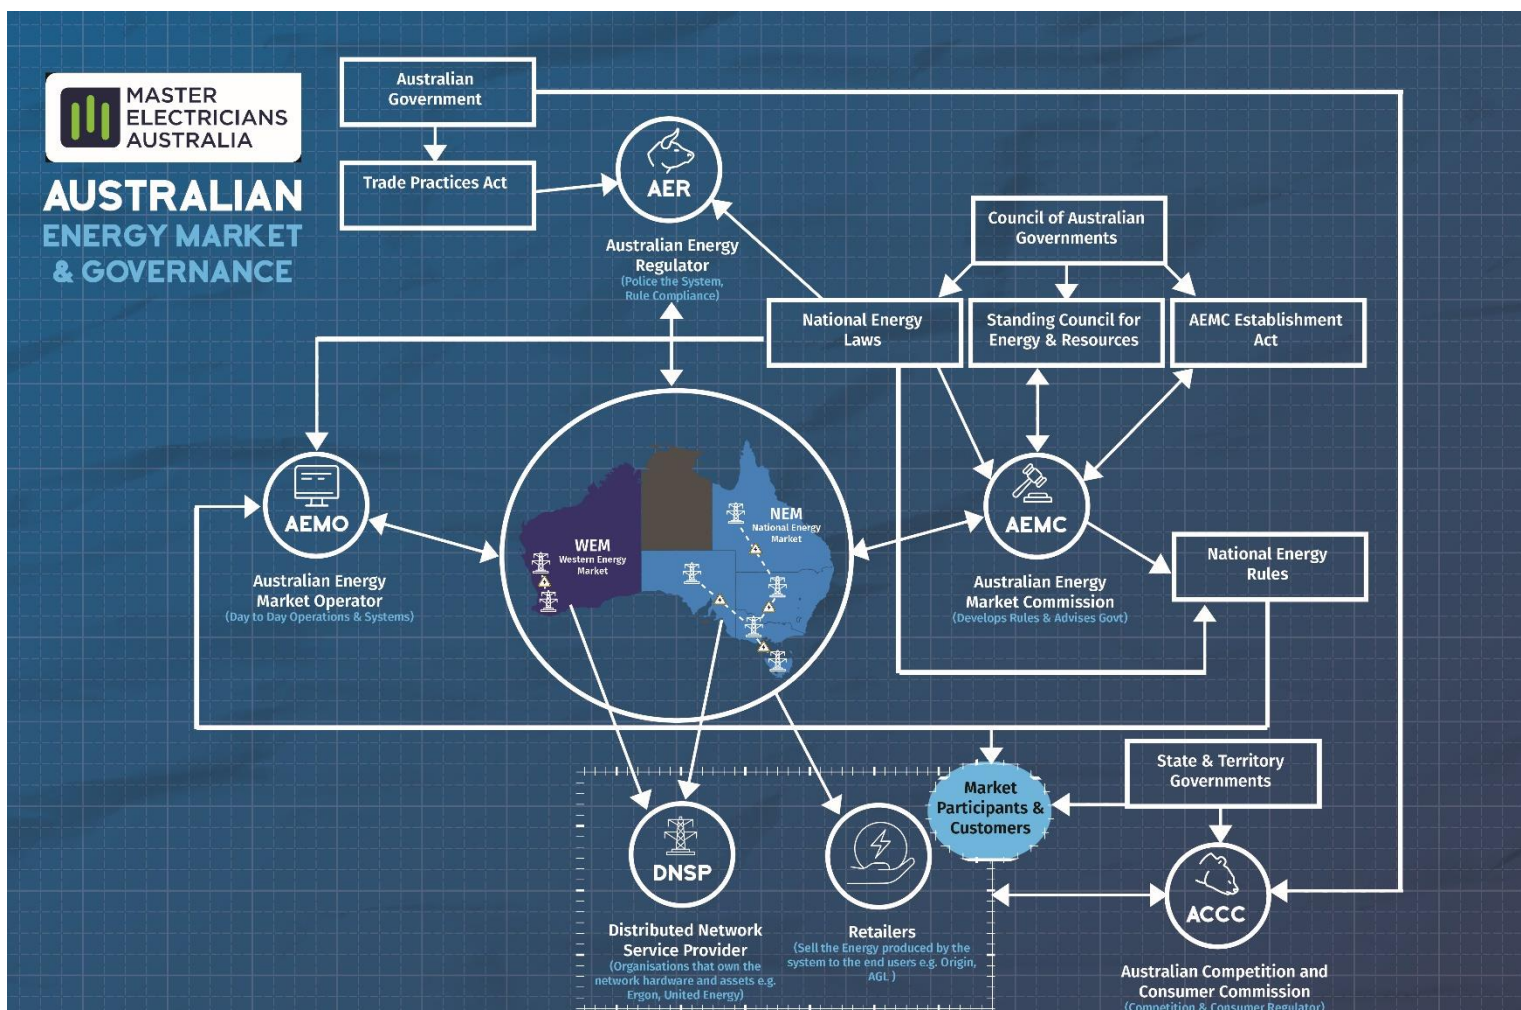 MASTER
ELECTRICIANS
AUSTRALIA
AUSTRALIAN
ENERGY MARKET
& GOVERNANCE
Australian
Government
Trade Practices Act
AER
Australian Energy
Regulator
(Police the System,
Rule Compliance)
Council of Australian
Governments
National Energy
Laws
Standing Council for
Energy & Resources
AEMC Establishment
Act
AEMO
Australian Energy
Market Operator
(Day to Day Operations & Systems)
WEM
Western Energy
Market
NEM
National Energy
Market
AEMC
Australian Energy
Market Commission
(Develops Rules & Advises Govt)
National Energy
Rules
State & Territory
Governments
Market
Participants &
Customers
DNSP
Distributed Network
Service Provider
(Organisations that own the
network hardware and assets e.g.
Ergon, United Energy)
Retailers
(Sell the Energy produced by the
system to the end users e.g. Origin,
AGL )
ACCC
Australian Competition and
Consumer Commission
(Competition & Consumer Regulator)